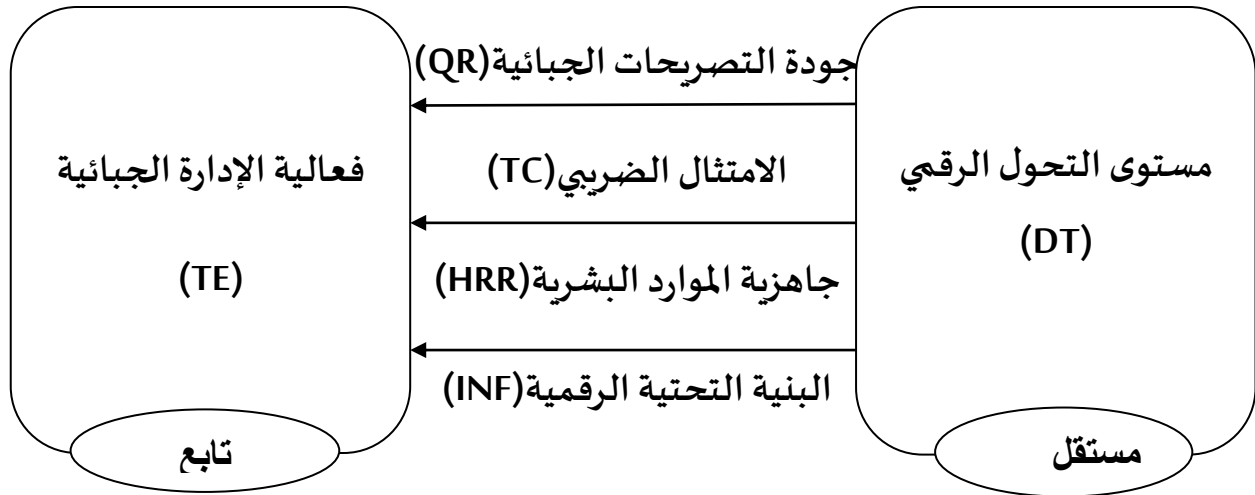 جودة التصريحات الجبائية(QR)
مستوى التحول الرقمي
(DT)
الامتثال الضريبي(TC)
جاهزية الموارد البشرية(HRR)
البنية التحتية الرقمية(INF)
فعالية الإدارة الجبائية
(TE)
مستقل
تابع